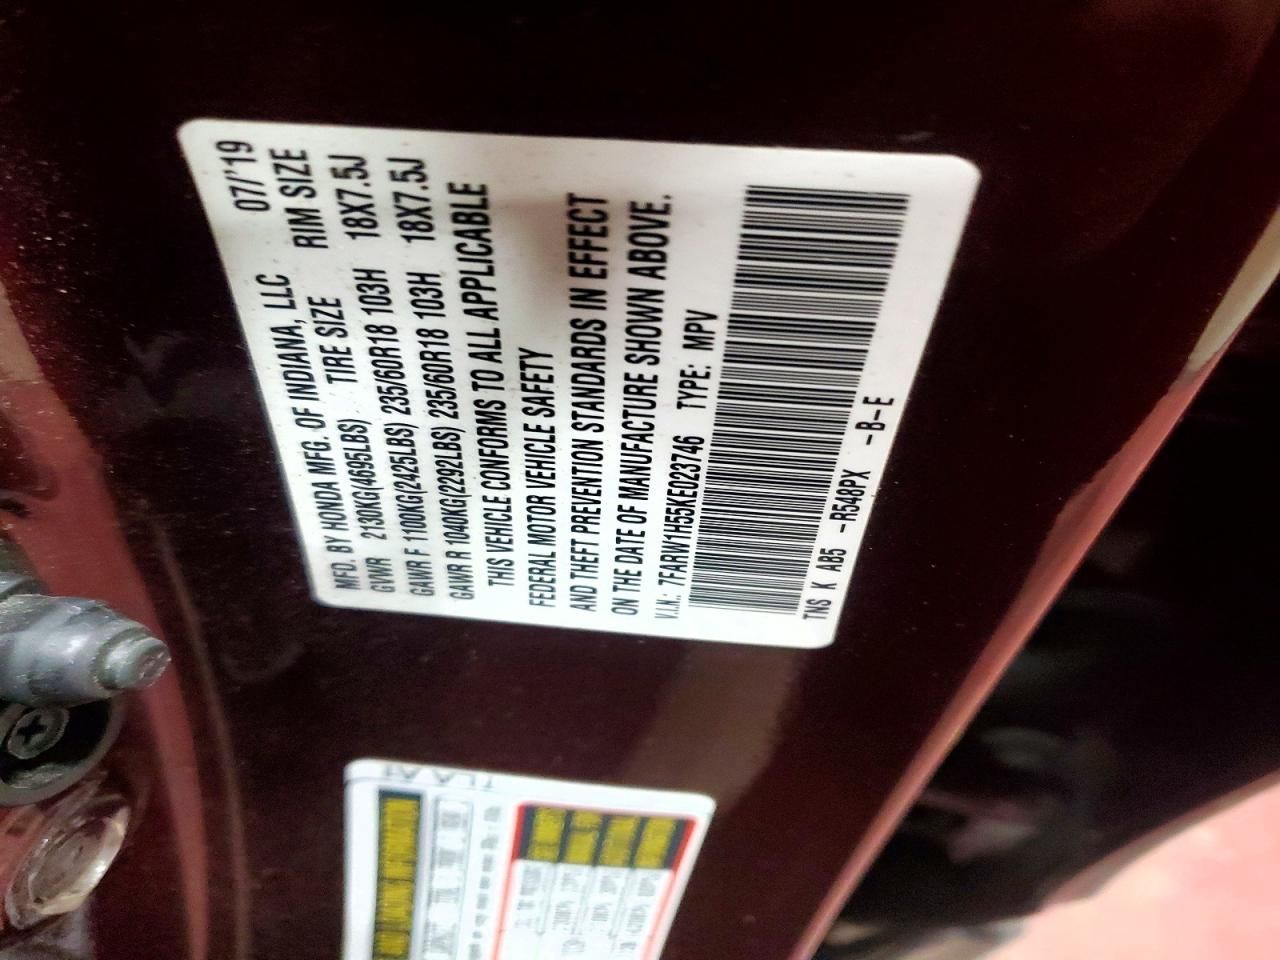 MFD. BY HONDA MFG. OF INDIANA, LLC 07/'19
GVWR 2130KG(4695LBS) TIRE SIZE RIM SIZE
GAWR F 1100KG(2425LBS) 235/60R18 103H 18X7.5J
GAWR R 1040KG(2292LBS) 235/60R18 103H 18X7.5J
THIS VEHICLE CONFORMS TO ALL APPLICABLE
FEDERAL MOTOR VEHICLE SAFETY
AND THEFT PREVENTION STANDARDS IN EFFECT
ON THE DATE OF MANUFACTURE SHOWN ABOVE.
V.I.N.: 7FARW1H55KE023746 TYPE: MPV
TNS K AB5 -R548PX -B-E